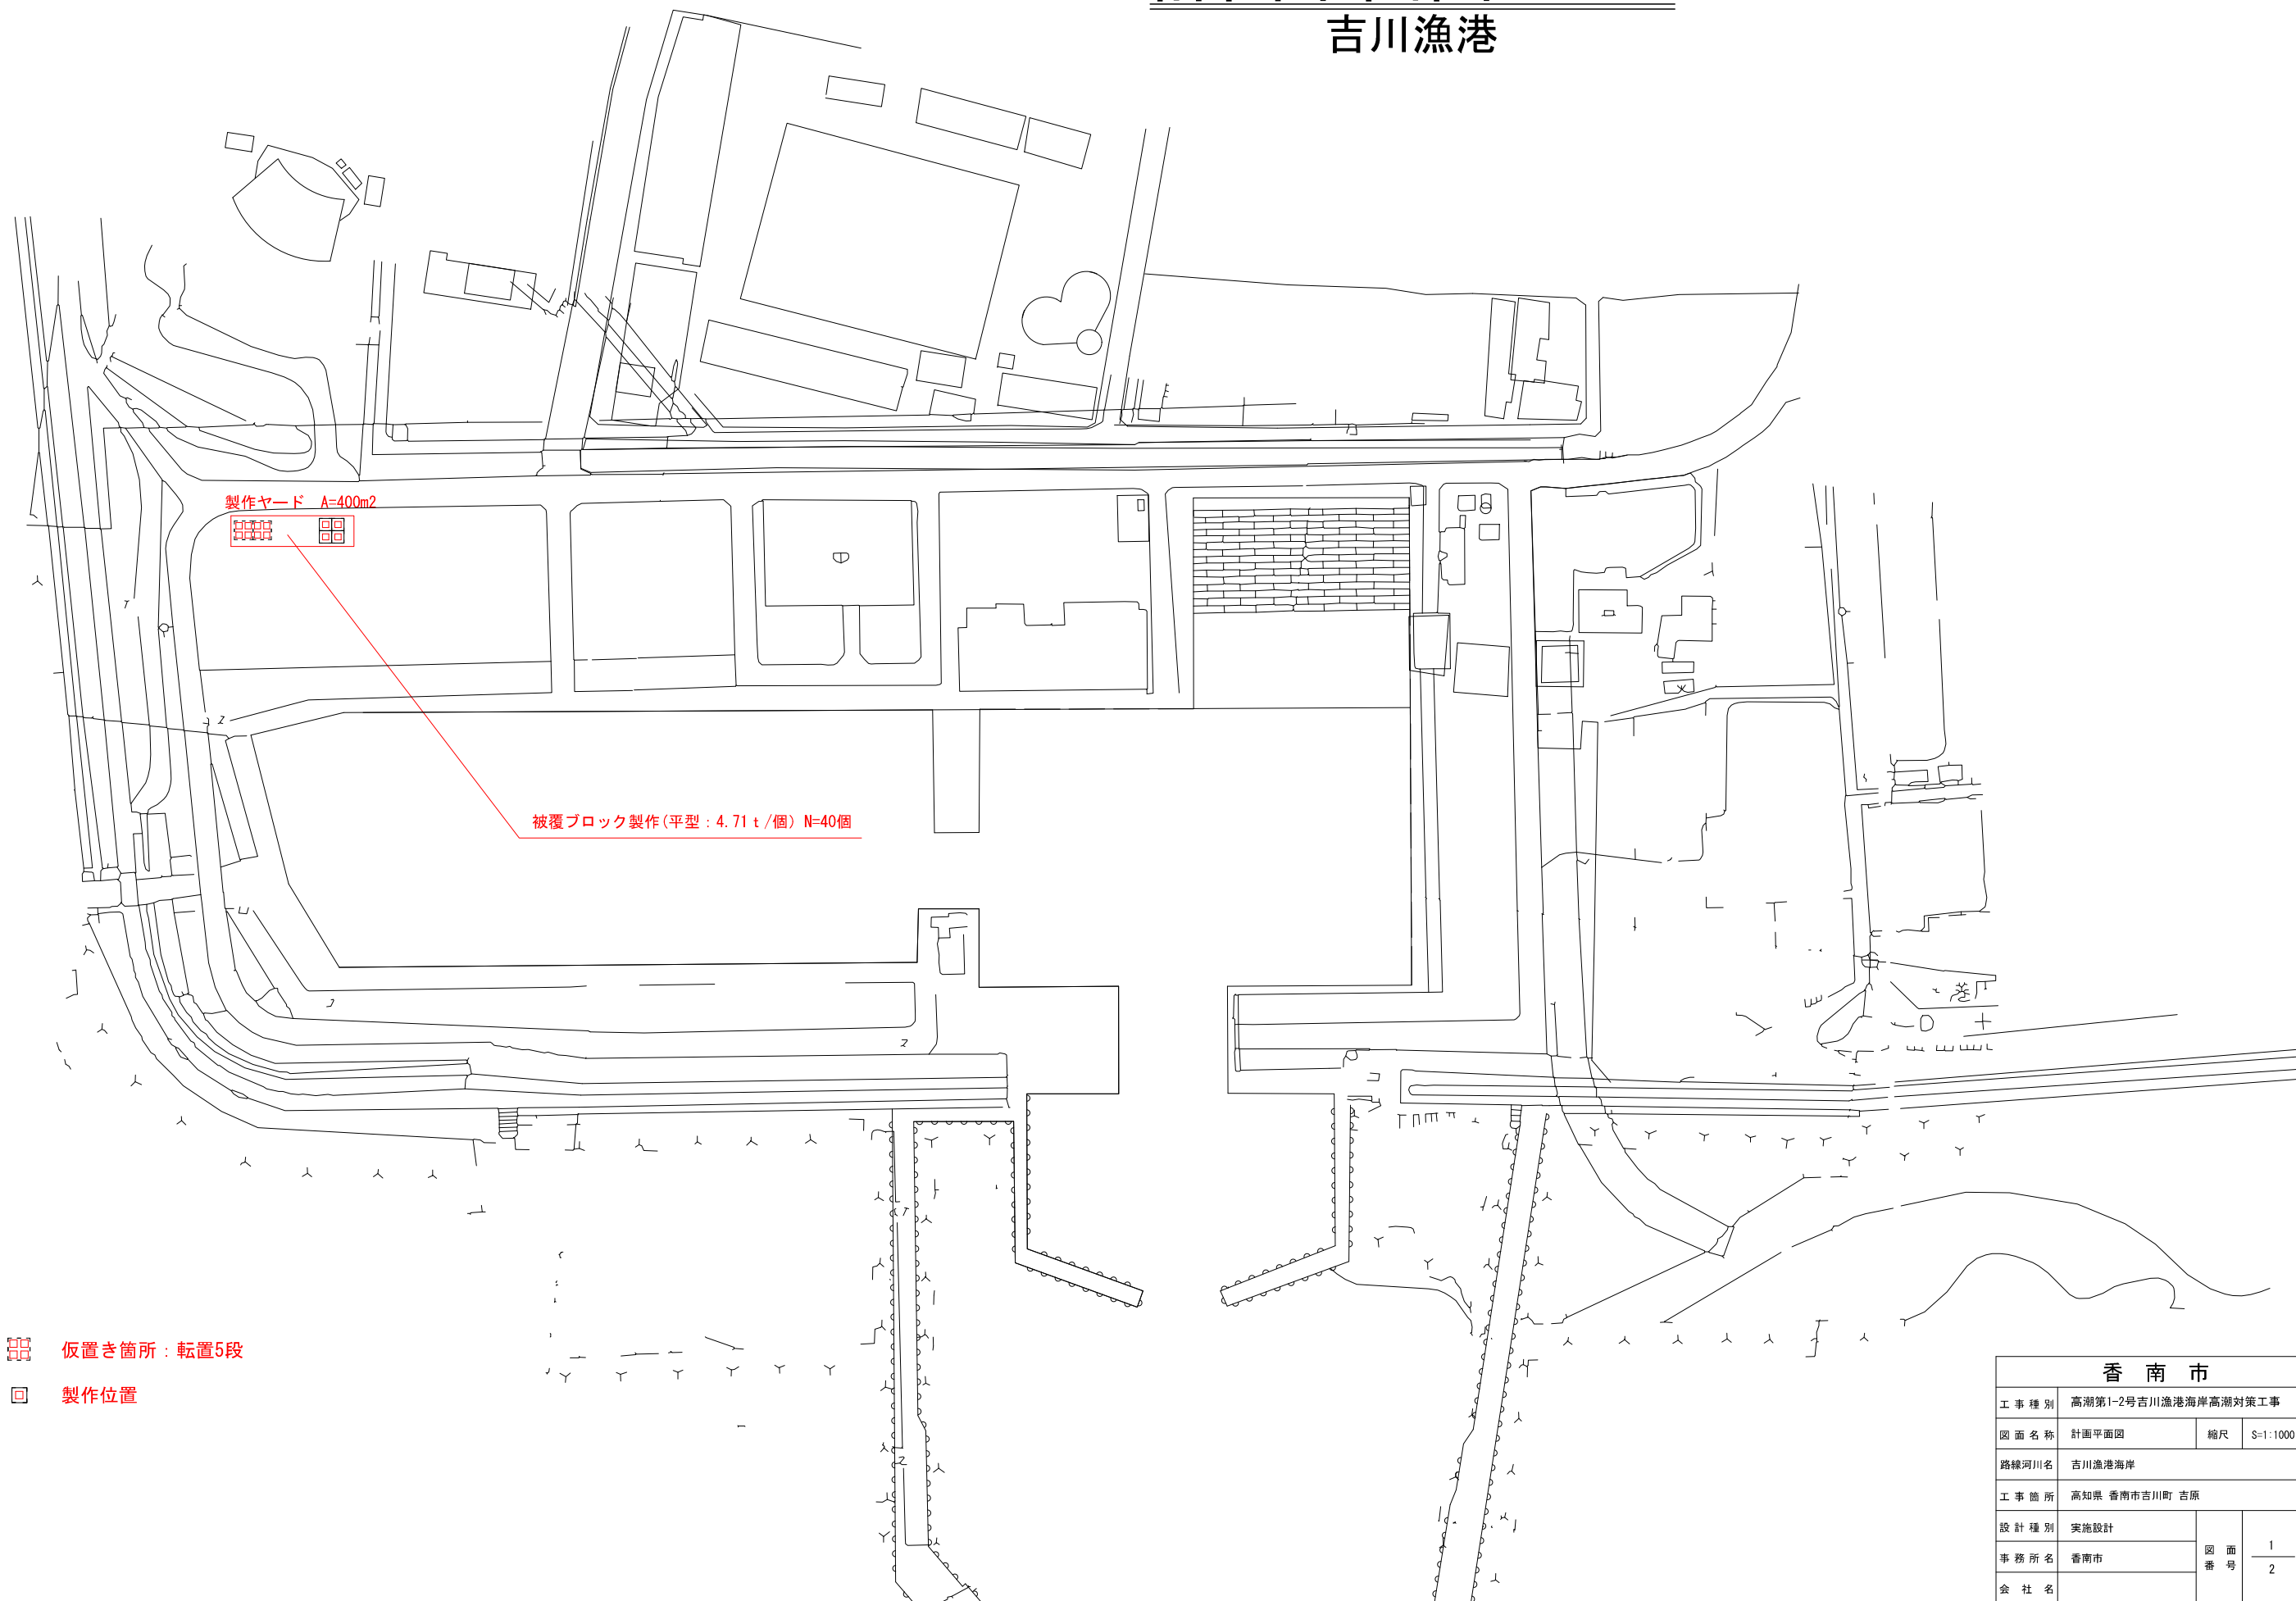 吉川漁港
製作ヤード A=400m2
被覆ブロック製作(平型：4.71ｔ/個) N=40個
仮置き箇所：転置5段
製作位置
香南市
工事種別 高潮第1-2号吉川漁港海岸高潮対策工事
図面名称 計画平面図 縮尺 S=1:1000
路線河川名 吉川漁港海岸
工事箇所 高知県 香南市吉川町 吉原
設計種別 実施設計
図面番号 1 2
事務所名 香南市
会社名